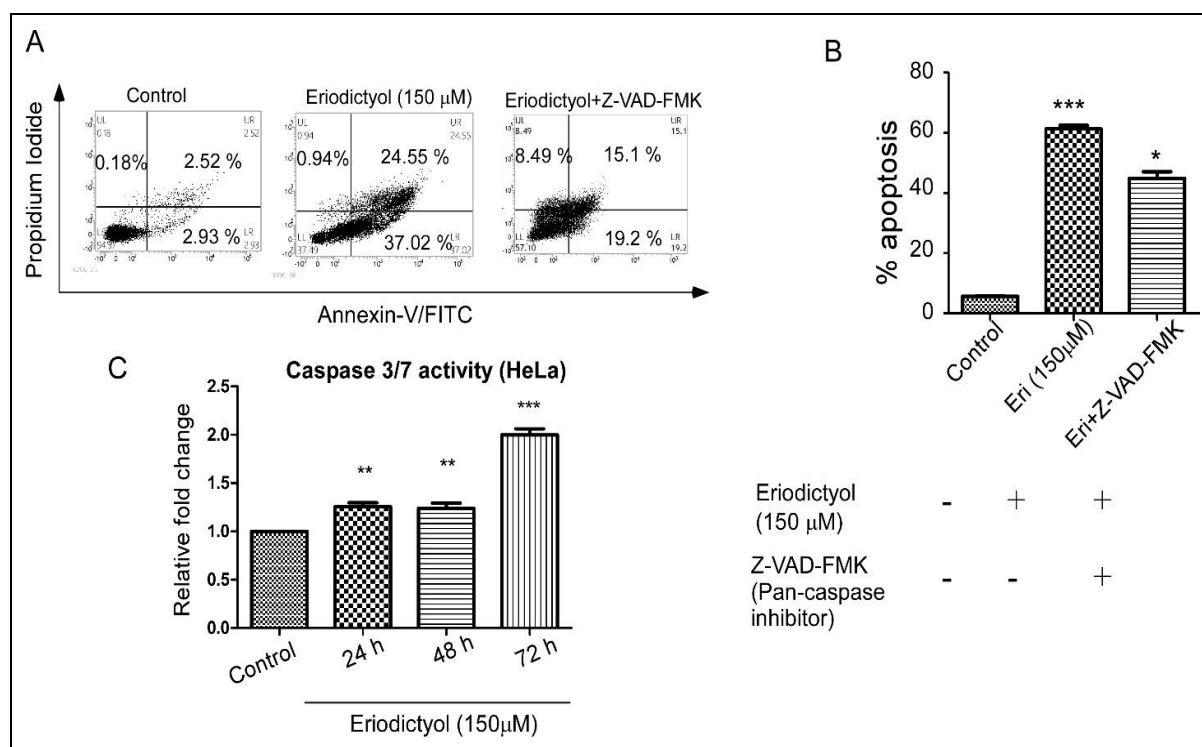 A
Control
Eriodictyol (150 μM)
Eriodictyol+Z-VAD-FMK
Propidium Iodide
UL
0.18
UR
2.52
0.18%
2.52 %
2.93 %
LL
LR
2.93
UL
0.94
UR
24.55
0.94%
24.55 %
37.02 %
LL
37.49
LR
37.02
UL
8.49
UR
15.1
8.49 %
15.1 %
19.2 %
LL
57.10
LR
19.2
Annexin-V/FITC
B
% apoptosis
80
60
40
20
0
***
*
Control
Eri (150μM)
Eri+Z-VAD-FMK
Eriodictyol
(150 μM)
- + +
Z-VAD-FMK
(Pan-caspase
inhibitor)
- - +
C
Caspase 3/7 activity (HeLa)
Relative fold change
2.5
2.0
1.5
1.0
0.5
0.0
**
**
***
Control
24 h
48 h
72 h
Eriodictyol (150μM)